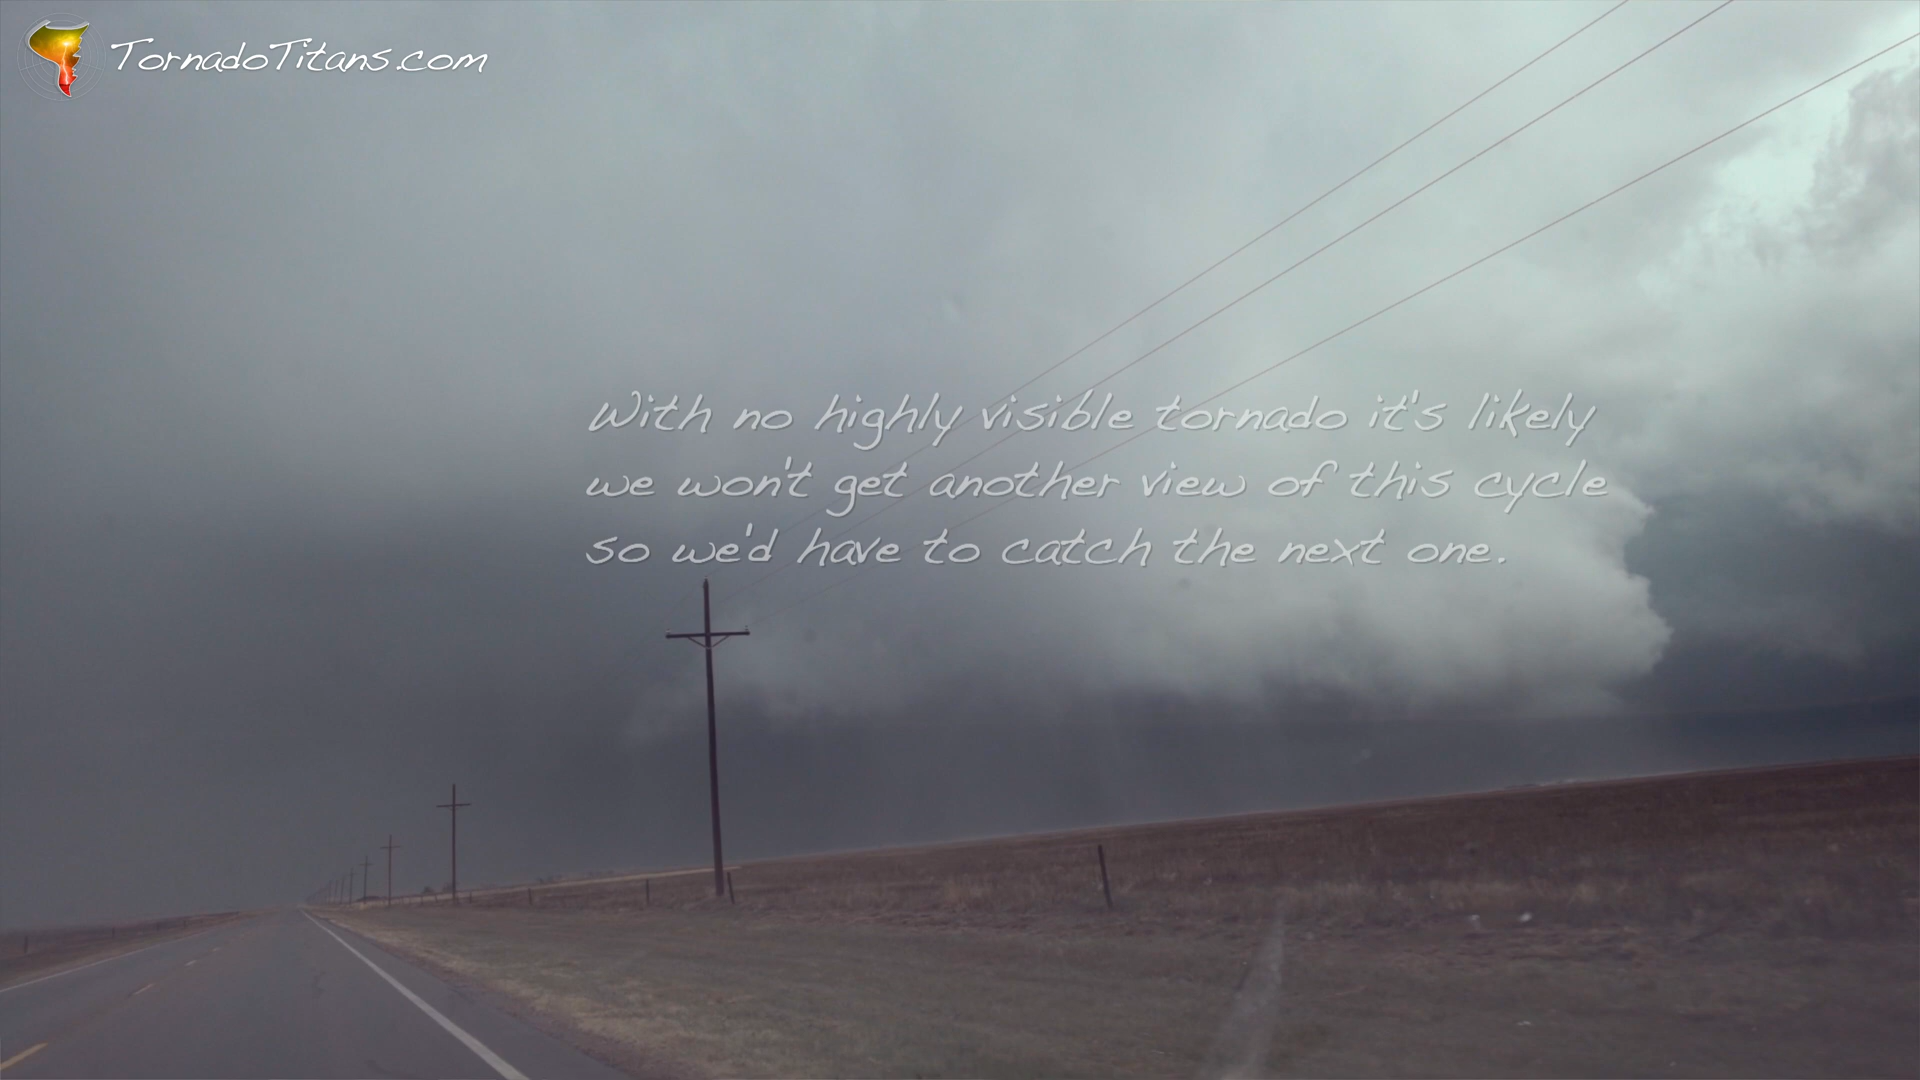 TornadoTitans.com
With no highly visible tornado it's likely
we won't get another view of this cycle
so we'd have to catch the next one.